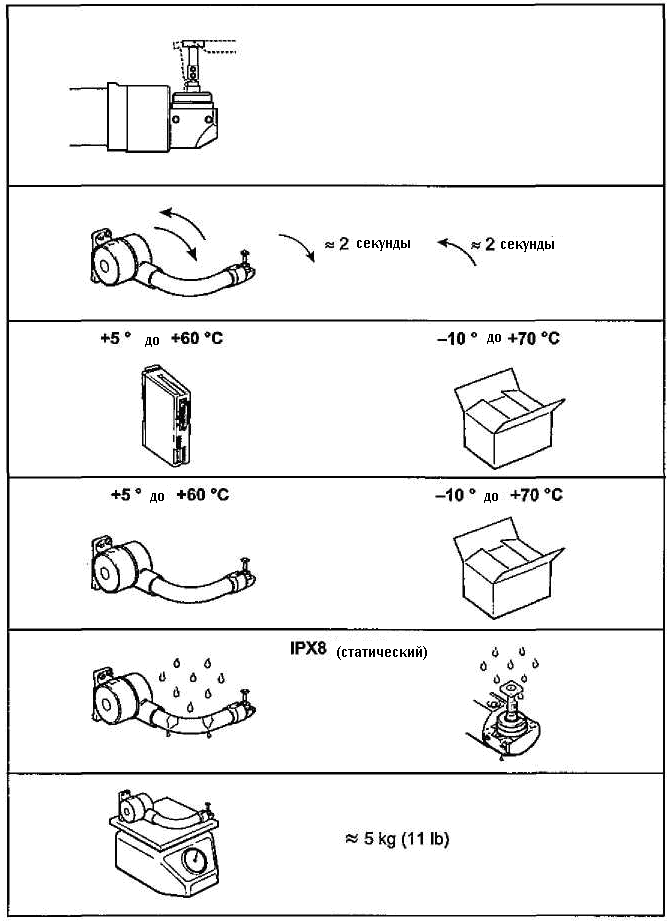 ≈ 2 секунды ≈ 2 секунды
+5 ° до +60 °C –10 ° до +70 °C
+5 ° до +60 °C –10 ° до +70 °C
IPX8 (статический)
≈ 5 kg (11 lb)